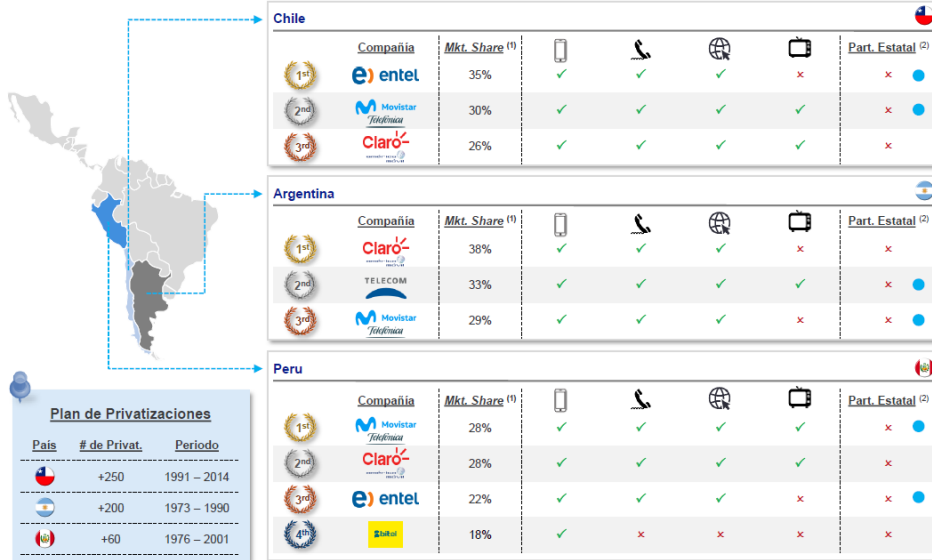 Chile
Compañía Mkt. Share (1) Part. Estatal (2)
1st entel 35%
2nd Movistar 30%
Telefónica
3rd Claro 26%
Argentina
Compañía Mkt. Share (1) Part. Estatal (2)
1st Claro 38%
2nd TELECOM 33%
3rd Movistar 29%
Telefónica
Peru
Compañía Mkt. Share (1) Part. Estatal (2)
1st Movistar 28%
Telefónica
2nd Claro 28%
3rd entel 22%
4th bitel 18%
Plan de Privatizaciones
País # de Privat. Periodo
+250 1991 – 2014
+200 1973 – 1990
+60 1976 – 2001